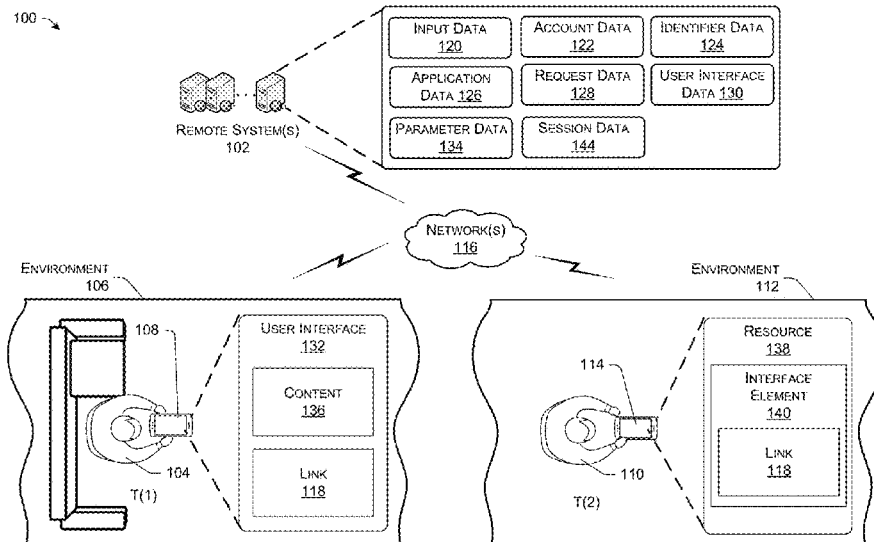 100
INPUT DATA
120
ACCOUNT DATA
122
IDENTIFIER DATA
124
APPLICATION
DATA 126
REQUEST DATA
128
USER INTERFACE
DATA 130
PARAMETER DATA
134
SESSION DATA
144
REMOTE SYSTEM(S)
102
NETWORK(S)
116
ENVIRONMENT
106
108
104
T(1)
USER INTERFACE
132
CONTENT
136
LINK
118
ENVIRONMENT
112
114
110
T(2)
RESOURCE
138
INTERFACE
ELEMENT
140
LINK
118